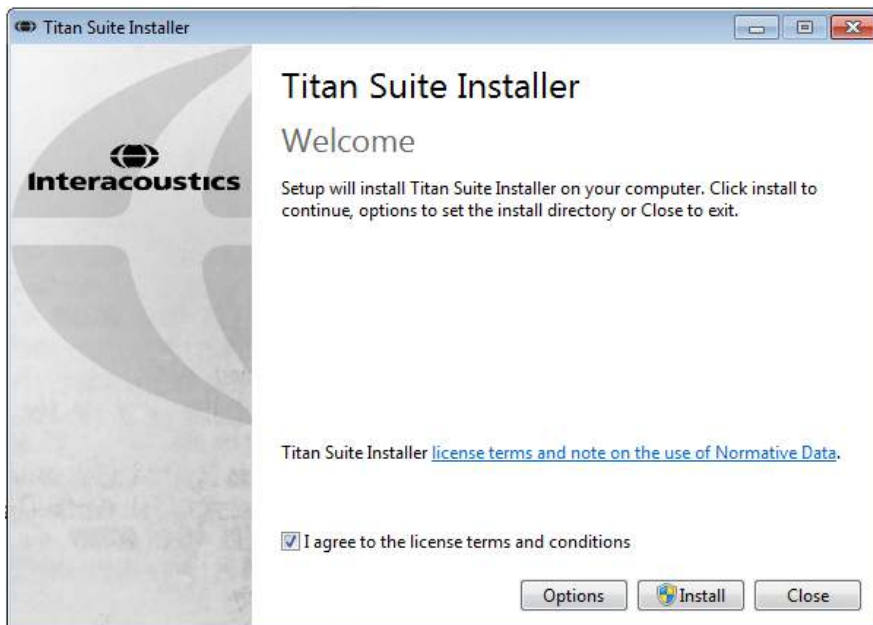 Titan Suite Installer
Titan Suite Installer
Welcome
Interacoustics
Setup will install Titan Suite Installer on your computer. Click install to
continue, options to set the install directory or Close to exit.
Titan Suite Installer license terms and note on the use of Normative Data.
I agree to the license terms and conditions
Options
Install
Close